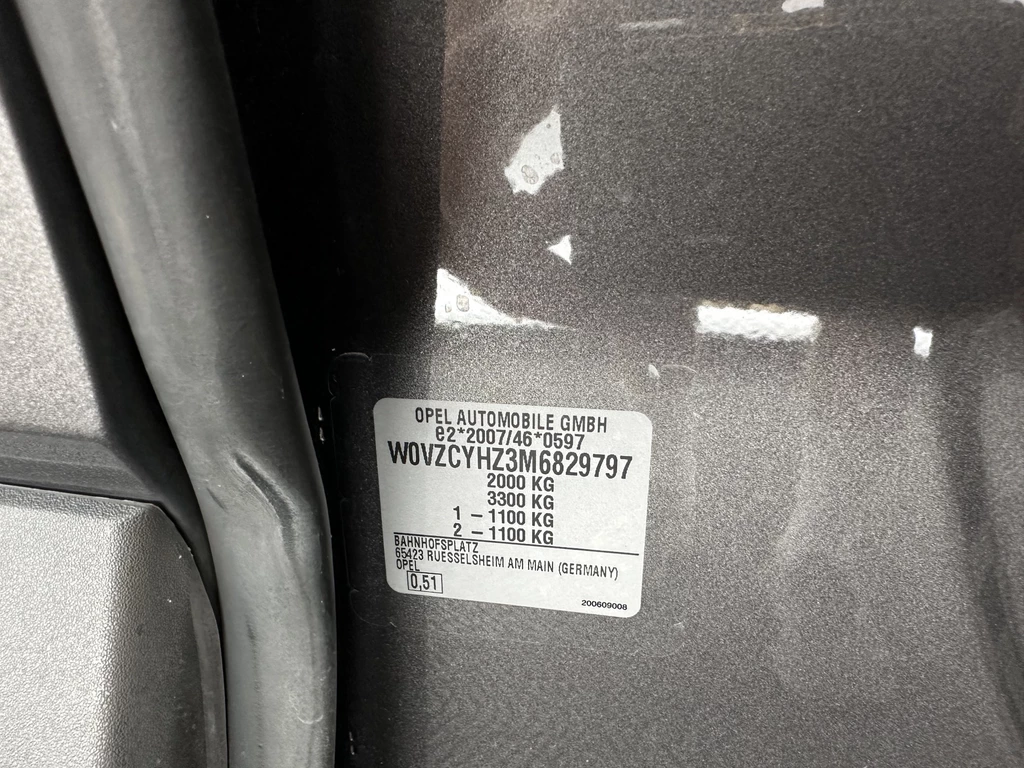 OPEL AUTOMOBILE GMBH
e2*2007/46*0597
W0VZCYHZ3M6829797
2000 KG
3300 KG
1 – 1100 KG
2 – 1100 KG
BAHNHOFSPLATZ
65423 RUESSELSHEIM AM MAIN (GERMANY)
OPEL
0,51
200609008